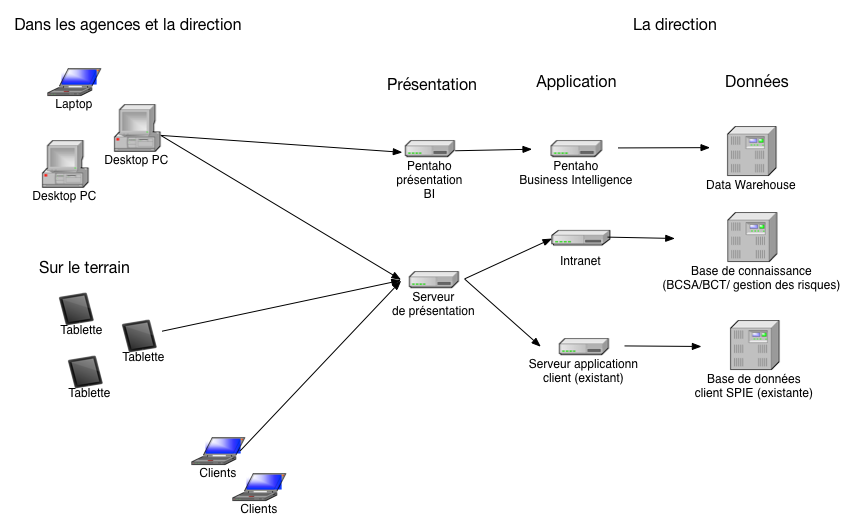 Dans les agences et la direction
La direction
Présentation
Application
Données
Laptop
Desktop PC
Desktop PC
Pentaho
présentation
BI
Pentaho
Business Intelligence
Data Warehouse
Sur le terrain
Tablette
Tablette
Tablette
Serveur
de présentation
Intranet
Base de connaissance
(BCSA/BCT/ gestion des risques)
Serveur applicationn
client (existant)
Base de données
client SPIE (existante)
Clients
Clients